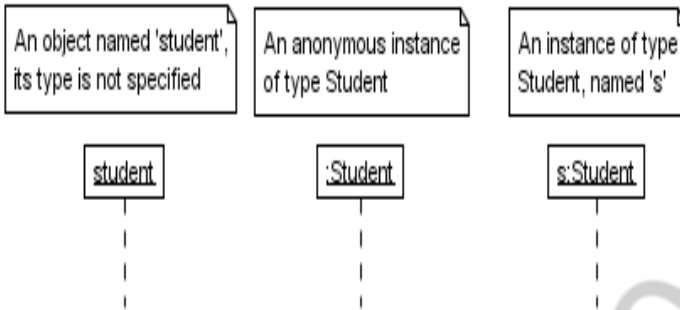 An object named 'student',
its type is not specified
An anonymous instance
of type Student
An instance of type
Student, named 's'
student
:Student
s:Student